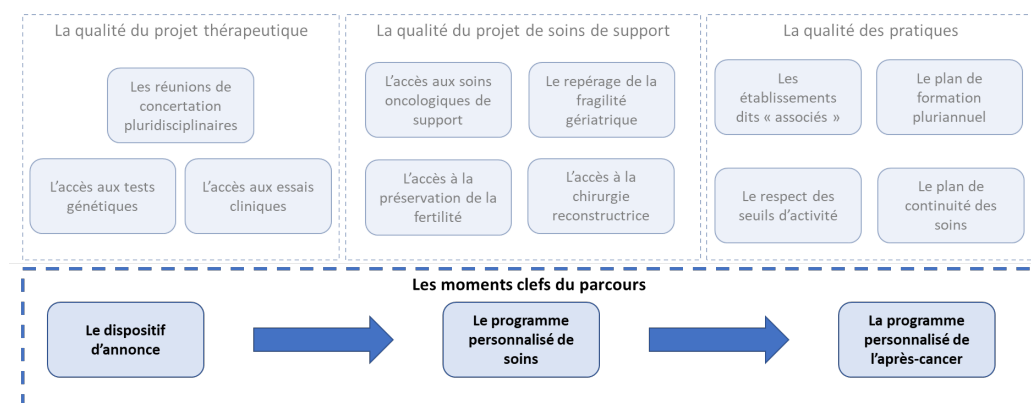 La qualité du projet thérapeutique
Les réunions de
concertation
pluridisciplinaires
L'accès aux tests
génétiques
L'accès aux essais
cliniques
La qualité du projet de soins de support
L'accès aux soins
oncologiques de
support
Le repérage de la
fragilité
gériatrique
L'accès à la
préservation de la
fertilité
L'accès à la
chirurgie
reconstructrice
La qualité des pratiques
Les
établissements
dits « associés »
Le plan de
formation
pluriannuel
Le respect des
seuils d'activité
Le plan de
continuité des
soins
Les moments clefs du parcours
Le dispositif
d'annonce
Le programme
personnalisé de
soins
La programme
personnalisé de
l'après-cancer